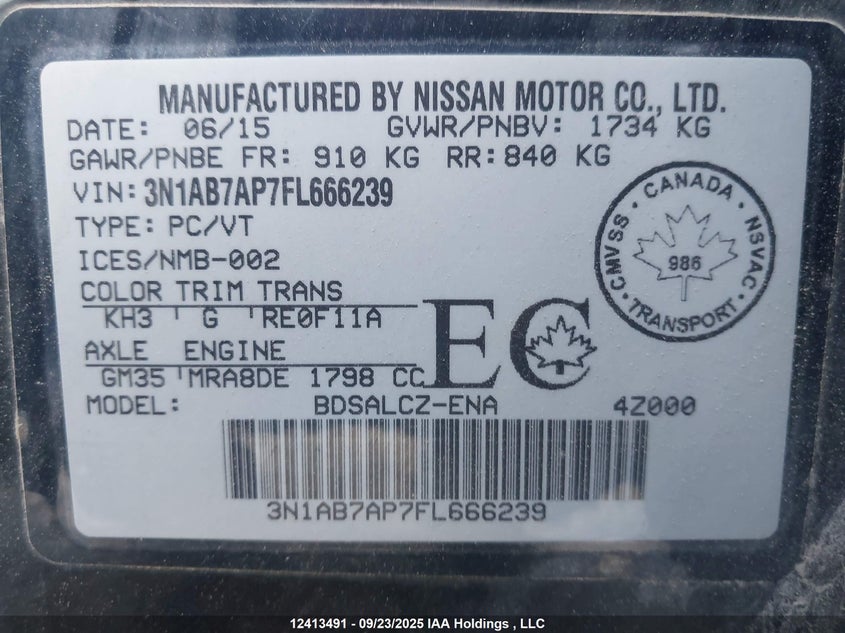 MANUFACTURED BY NISSAN MOTOR CO., LTD.
DATE: 06/15 GVWR/PNBV: 1734 KG
GAWR/PNBE FR: 910 KG RR: 840 KG
VIN: 3N1AB7AP7FL666239
TYPE: PC/VT
ICES/NMB-002
COLOR TRIM TRANS
KH3 G RE0F11A
AXLE ENGINE
GM35 MRA8DE 1798 CC
MODEL: BDSALCZ-ENA 4Z000
EC
CANADA
CMVSS NSVAC
986
TRANSPORT
3N1AB7AP7FL666239
12413491 - 09/23/2025 IAA Holdings , LLC